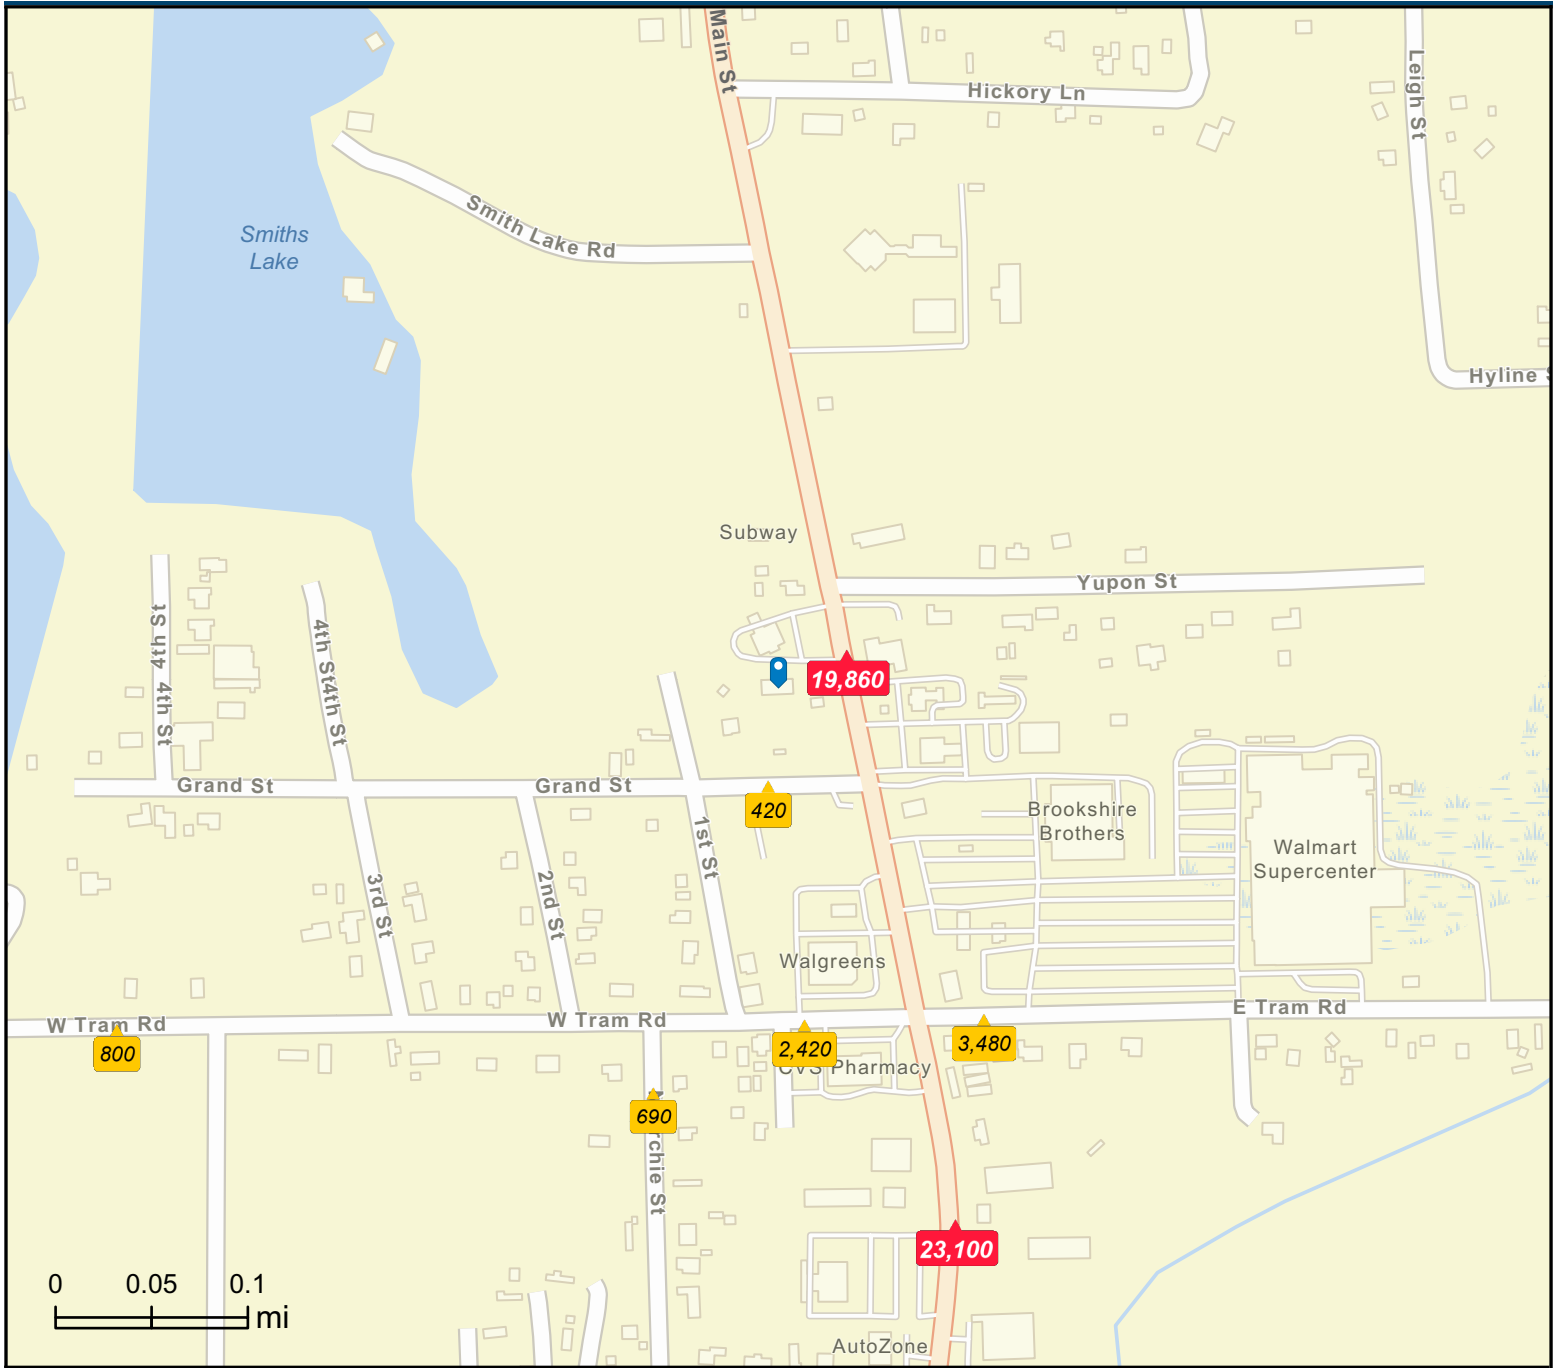 Main St
Hickory Ln
Leigh St
Smith Lake Rd
Smiths
Lake
Hyline
Subway
Yupon St
4th St
4th St
4th St
4th St
19,860
Grand St
Grand St
420
Brookshire
Brothers
Walmart
Supercenter
1st St
2nd St
3rd St
Walgreens
W Tram Rd
W Tram Rd
E Tram Rd
800
2,420
3,480
CVS Pharmacy
690
rchie St
23,100
0 0.05 0.1
mi
AutoZone